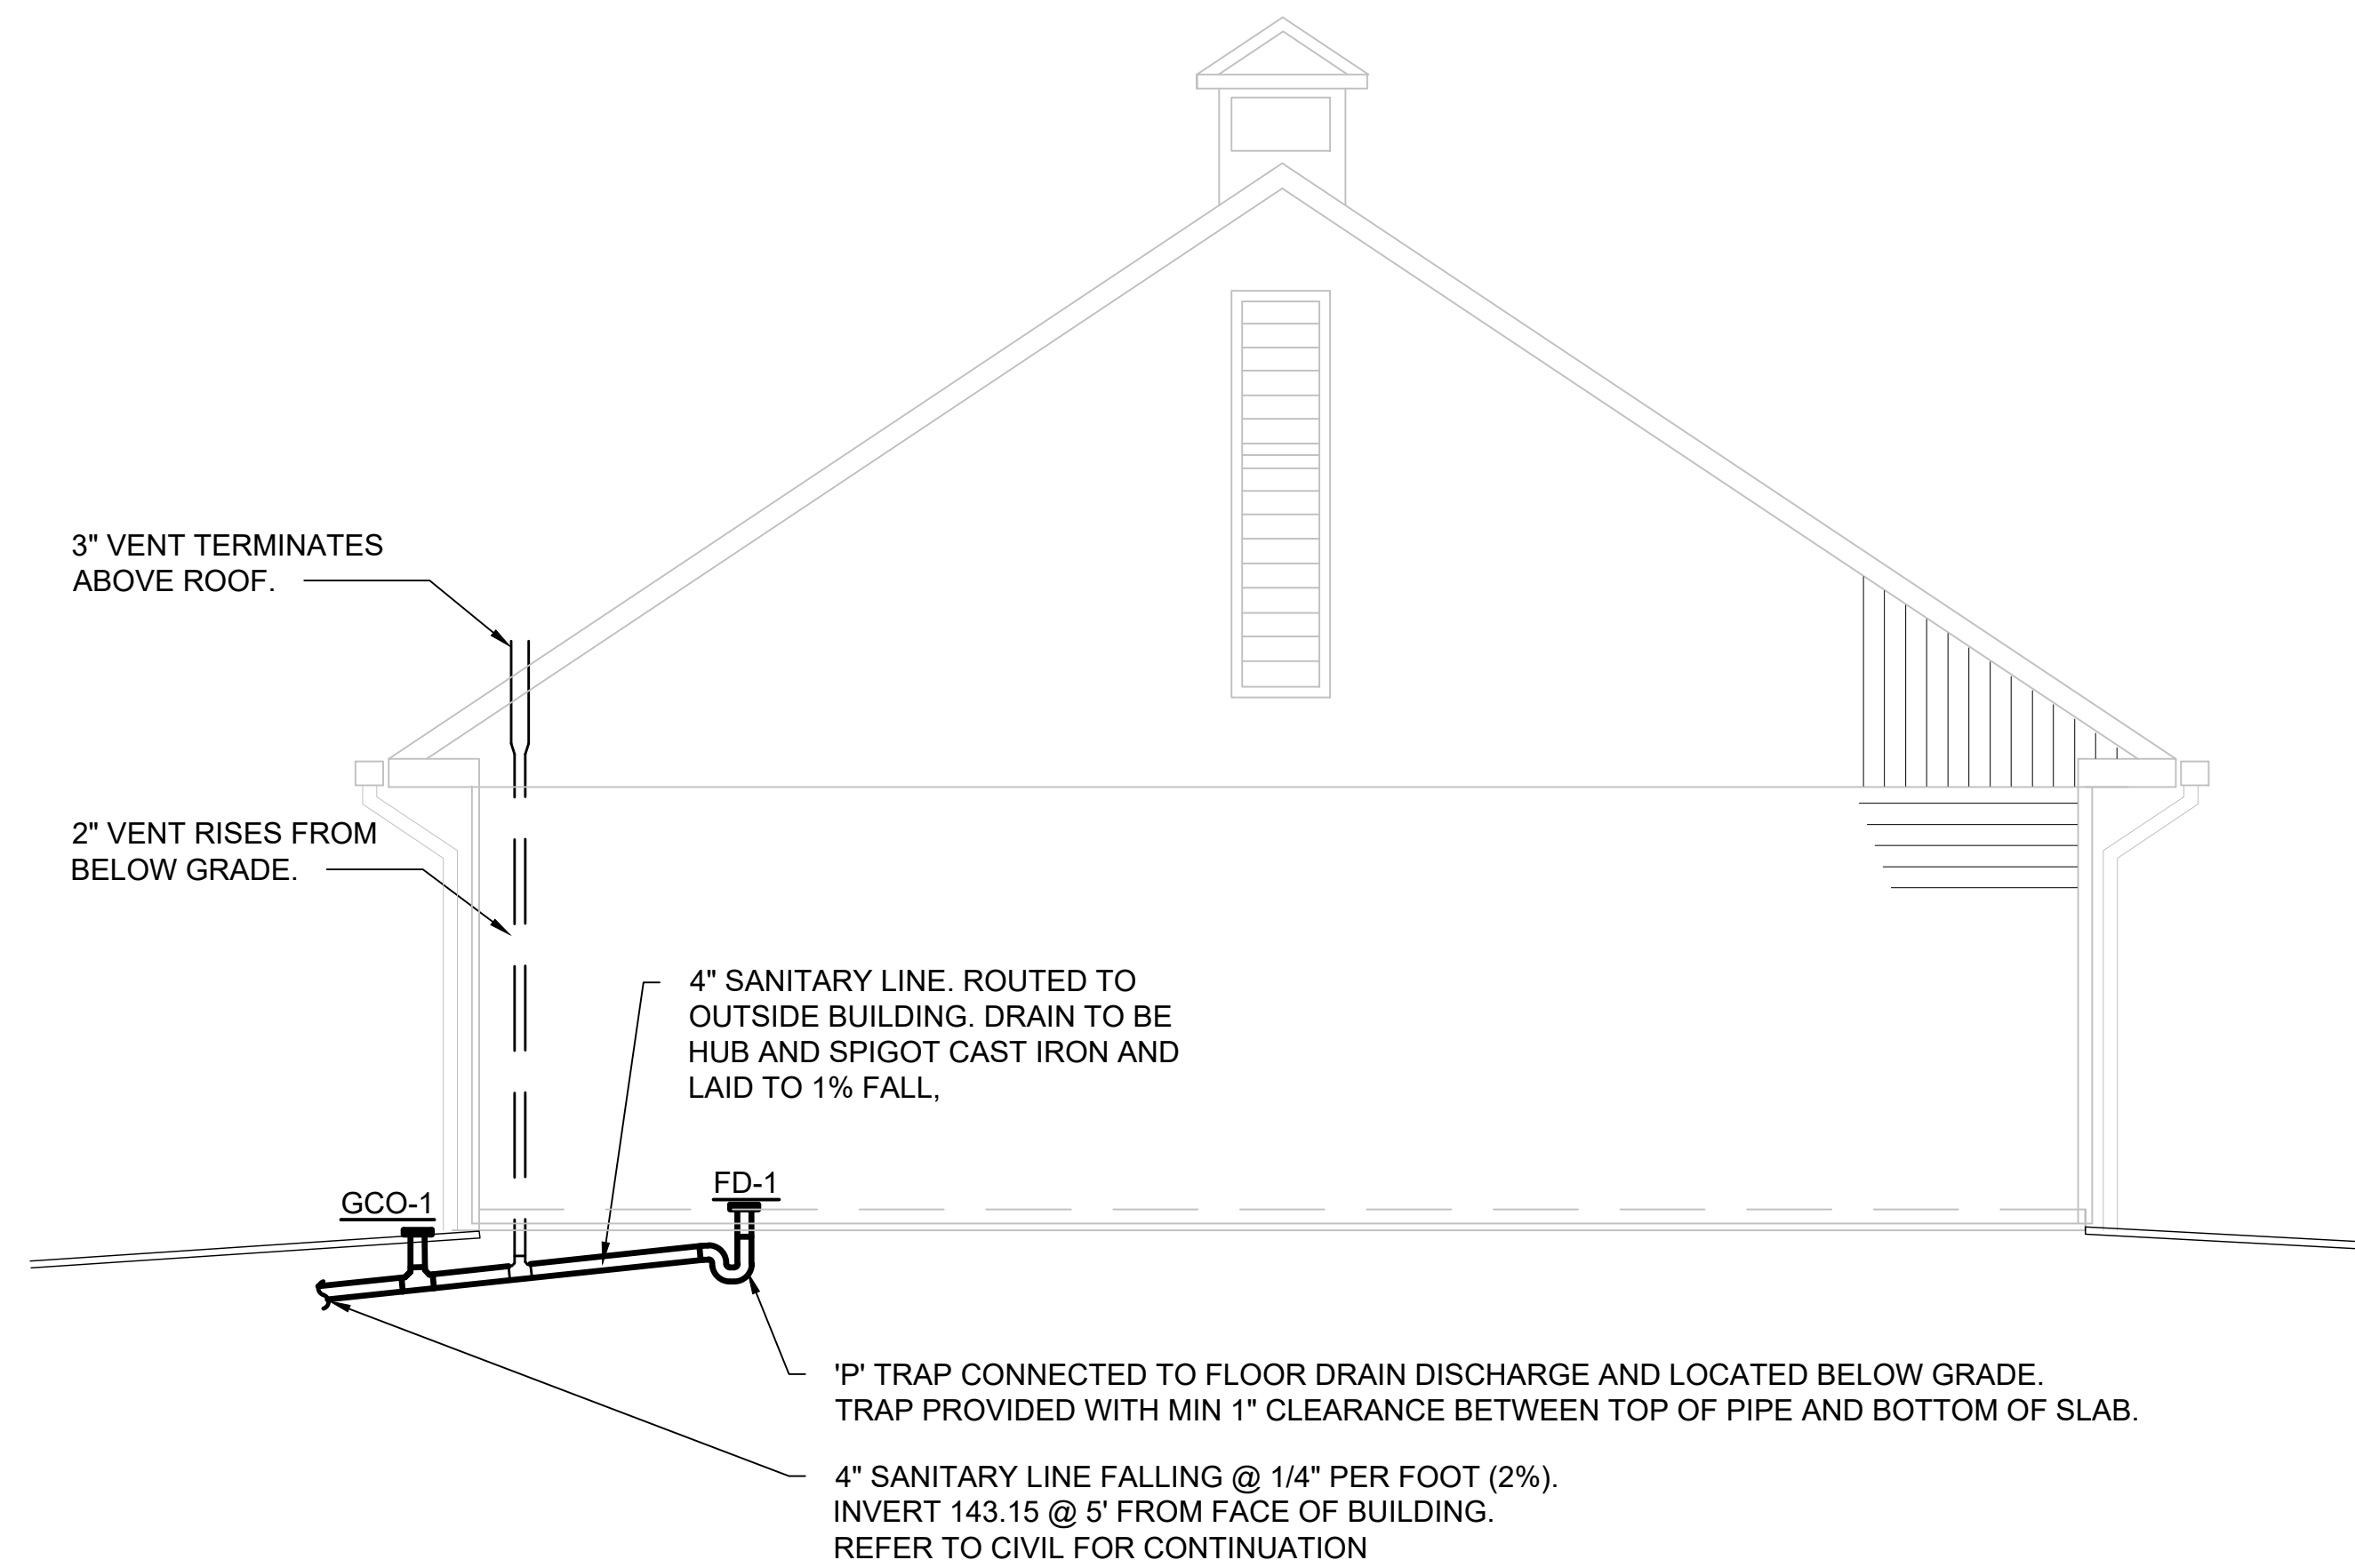 3" VENT TERMINATES
ABOVE ROOF.
2" VENT RISES FROM
BELOW GRADE.
4" SANITARY LINE. ROUTED TO
OUTSIDE BUILDING. DRAIN TO BE
HUB AND SPIGOT CAST IRON AND
LAID TO 1% FALL,
FD-1
GCO-1
'P' TRAP CONNECTED TO FLOOR DRAIN DISCHARGE AND LOCATED BELOW GRADE.
TRAP PROVIDED WITH MIN 1" CLEARANCE BETWEEN TOP OF PIPE AND BOTTOM OF SLAB.
4" SANITARY LINE FALLING @ 1/4" PER FOOT (2%).
INVERT 143.15 @ 5' FROM FACE OF BUILDING.
REFER TO CIVIL FOR CONTINUATION